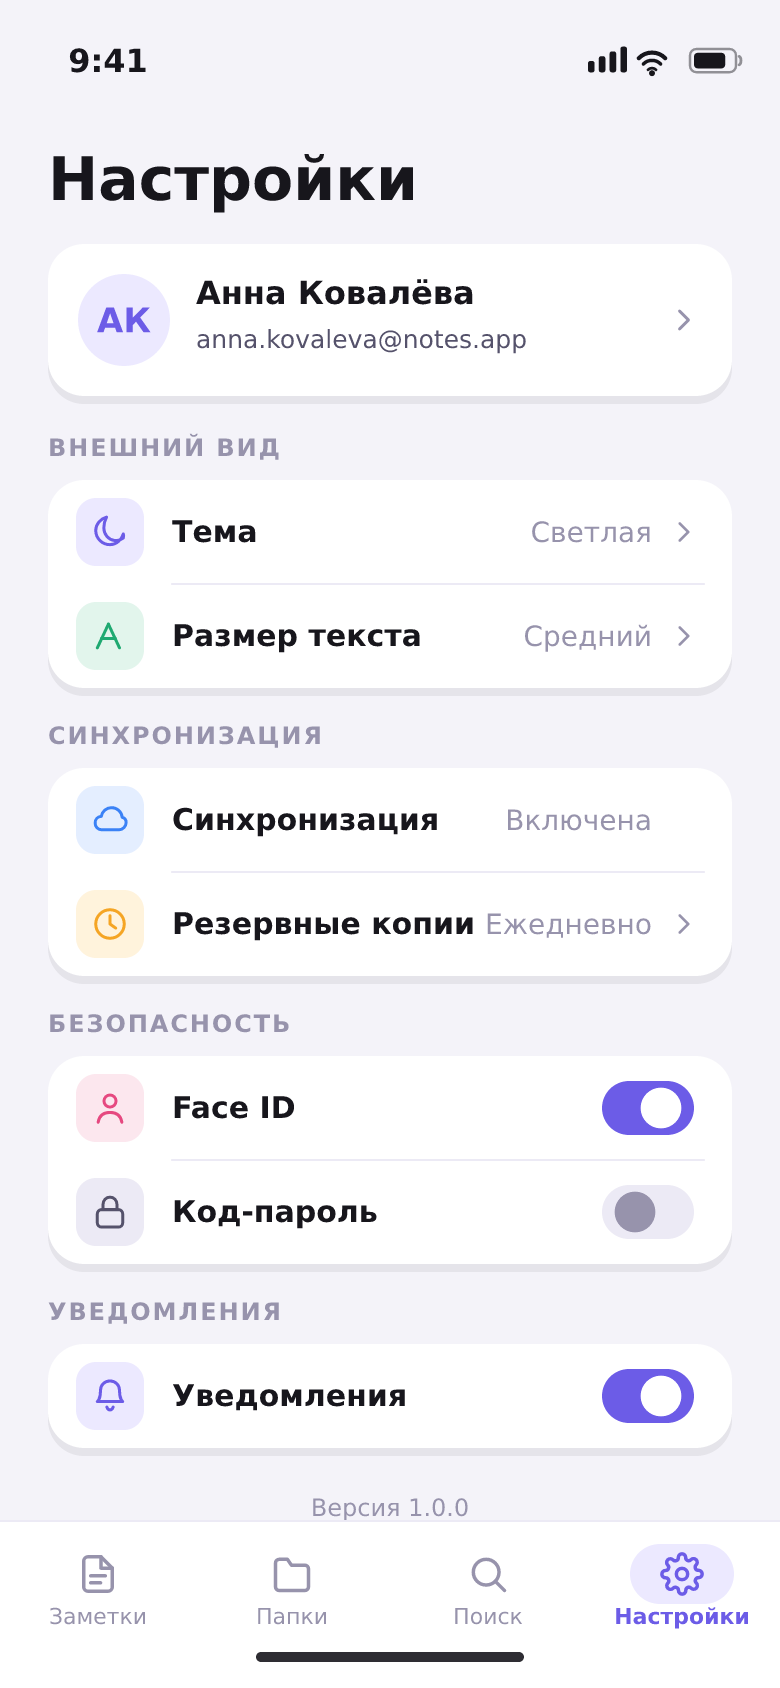 9:41
Настройки
АК
Анна Ковалёва
anna.kovaleva@notes.app
ВНЕШНИЙ ВИД
Тема Светлая
Размер текста Средний
СИНХРОНИЗАЦИЯ
Синхронизация Включена
Резервные копии Ежедневно
БЕЗОПАСНОСТЬ
Face ID
Код-пароль
УВЕДОМЛЕНИЯ
Уведомления
Версия 1.0.0
Заметки Папки Поиск Настройки